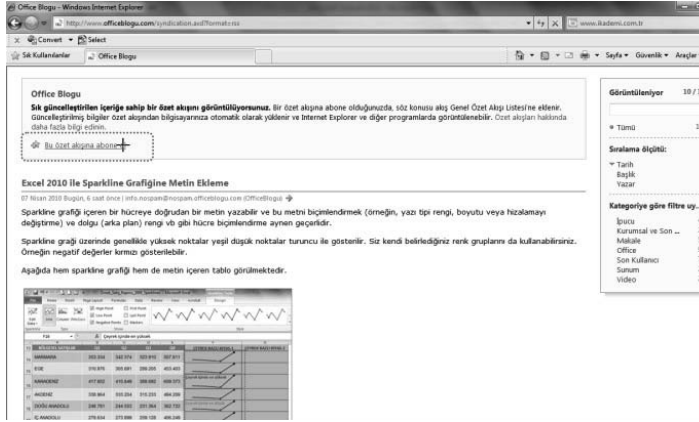 Office Blogu - Windows Internet Explorer
http://www.officeblogu.com/syndication.axd?format=rss
www.ikademi.com.tr
x Convert Select
Sık Kullanılanlar Office Blogu Sayfa Güvenlik Araçlar
Office Blogu
Sık güncelleştirilen içeriğe sahip bir özet akışını görüntülüyorsunuz. Bir özet akışına abone olduğunuzda, söz konusu akış Genel Özet Akışı Listesi'ne eklenir.
Güncelleştirilmiş bilgiler özet akışından bilgisayarınıza otomatik olarak yüklenir ve Internet Explorer ve diğer programlarda görüntülenebilir. Özet akışları hakkında
daha fazla bilgi edinin.
Bu özet akışına abone
Excel 2010 ile Sparkline Grafiğine Metin Ekleme
07 Nisan 2010 Bugün, 6 saat önce | info.nospam@nospam.officeblogu.com (OfficeBlogu)
Sparkline grafiği içeren bir hücreye doğrudan bir metin yazabilir ve bu metni biçimlendirmek (örneğin, yazı tipi rengi, boyutu veya hizalamayı
değiştirme) ve dolgu (arka plan) rengi vb gibi hücre biçimlendirme aynen geçerlidir.
Sparkline grafiği üzerinde genellikle yüksek noktalar yeşil düşük noktalar turuncu ile gösterilir. Siz kendi belirlediğiniz renk gruplarını da kullanabilirsiniz.
Örneğin negatif değerler kırmızı gösterilebilir.
Aşağıda hem sparkline grafiği hem de metin içeren tablo görülmektedir.
MARMARA
EGE
KARADENİZ
AKDENİZ
DOĞU ANADOLU
İÇ ANADOLU
Görüntüleniyor 10 /
Tümü
Sıralama ölçütü:
Tarih
Başlık
Yazar
Kategoriye göre filtre uy...
İpucu
Kurumsal ve Son ...
Makale
Office
Son Kullanıcı
Sunum
Video